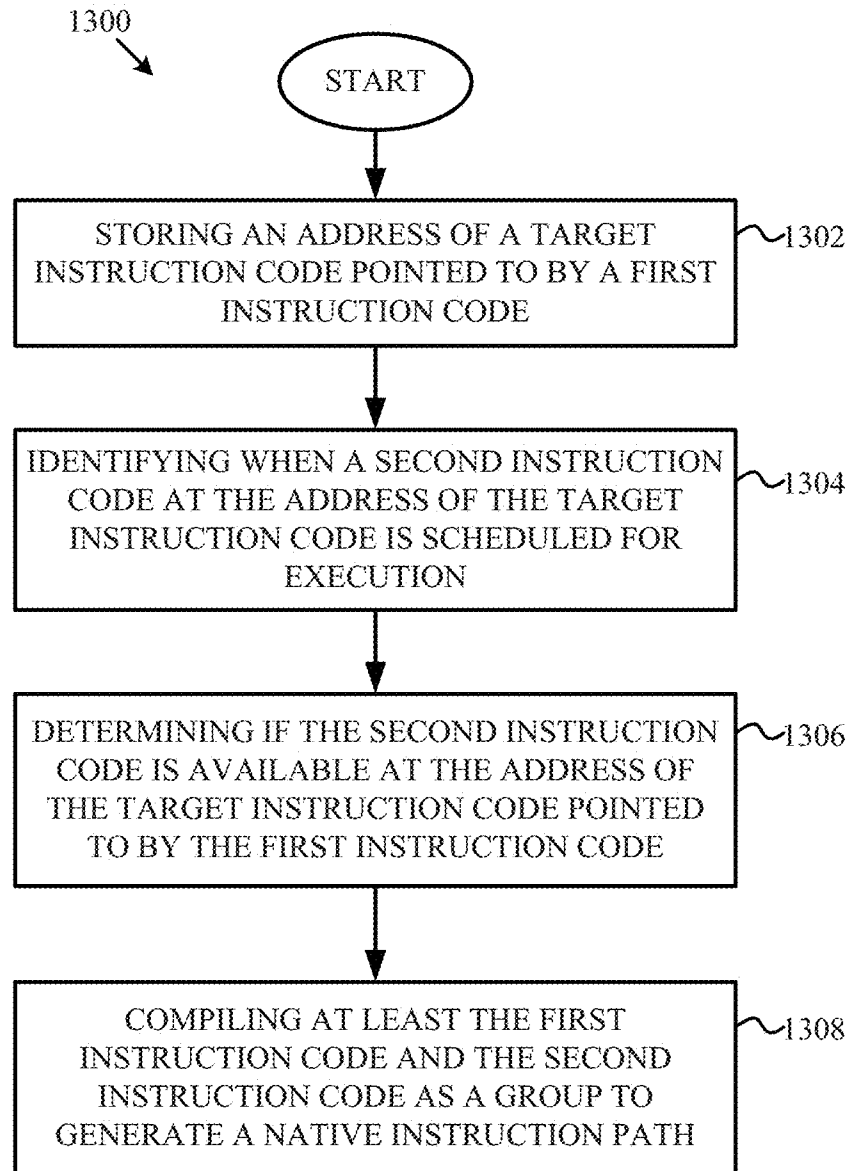 1300
START
STORING AN ADDRESS OF A TARGET
INSTRUCTION CODE POINTED TO BY A FIRST
INSTRUCTION CODE
1302
IDENTIFYING WHEN A SECOND INSTRUCTION
CODE AT THE ADDRESS OF THE TARGET
INSTRUCTION CODE IS SCHEDULED FOR
EXECUTION
1304
DETERMINING IF THE SECOND INSTRUCTION
CODE IS AVAILABLE AT THE ADDRESS OF
THE TARGET INSTRUCTION CODE POINTED
TO BY THE FIRST INSTRUCTION CODE
1306
COMPILING AT LEAST THE FIRST
INSTRUCTION CODE AND THE SECOND
INSTRUCTION CODE AS A GROUP TO
GENERATE A NATIVE INSTRUCTION PATH
1308